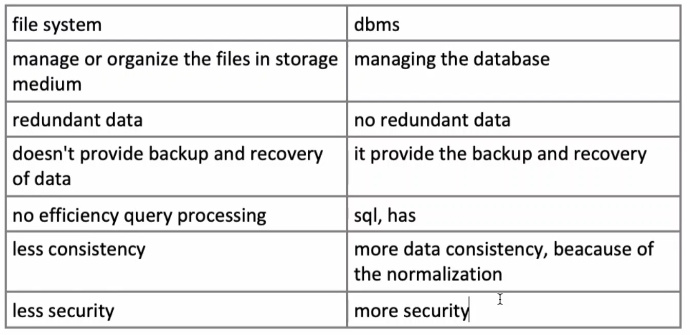 file system
dbms
manage or organize the files in storage
medium
managing the database
redundant data
no redundant data
doesn't provide backup and recovery
of data
it provide the backup and recovery
no efficiency query processing
sql, has
less consistency
more data consistency, beacause of
the normalization
less security
more security